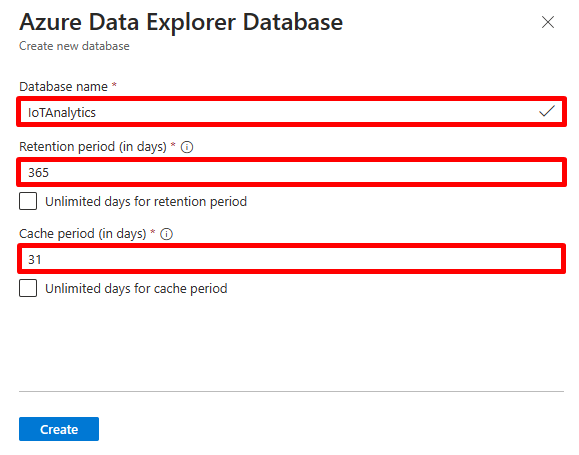 Azure Data Explorer Database
Create new database
Database name *
IoTAnalytics
Retention period (in days) *
365
Unlimited days for retention period
Cache period (in days) *
31
Unlimited days for cache period
Create